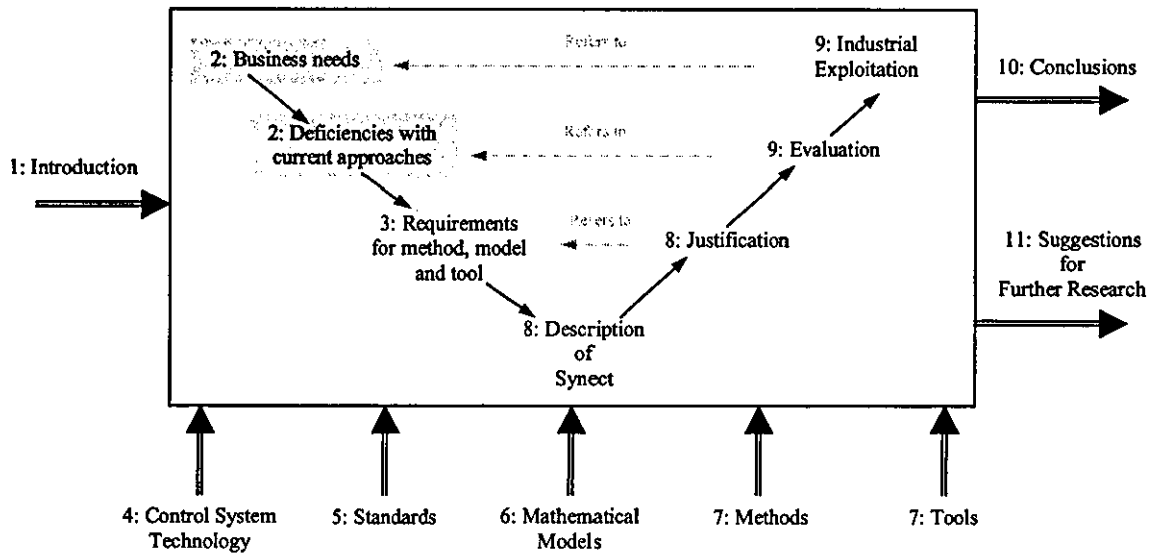 2: Business needs
Refers to
9: Industrial
Exploitation
10: Conclusions
2: Deficiencies with
current approaches
Refers to
9: Evaluation
1: Introduction
3: Requirements
for method, model
and tool
Refers to
8: Justification
11: Suggestions
for
Further Research
8: Description
of
Synect
4: Control System
Technology
5: Standards
6: Mathematical
Models
7: Methods
7: Tools